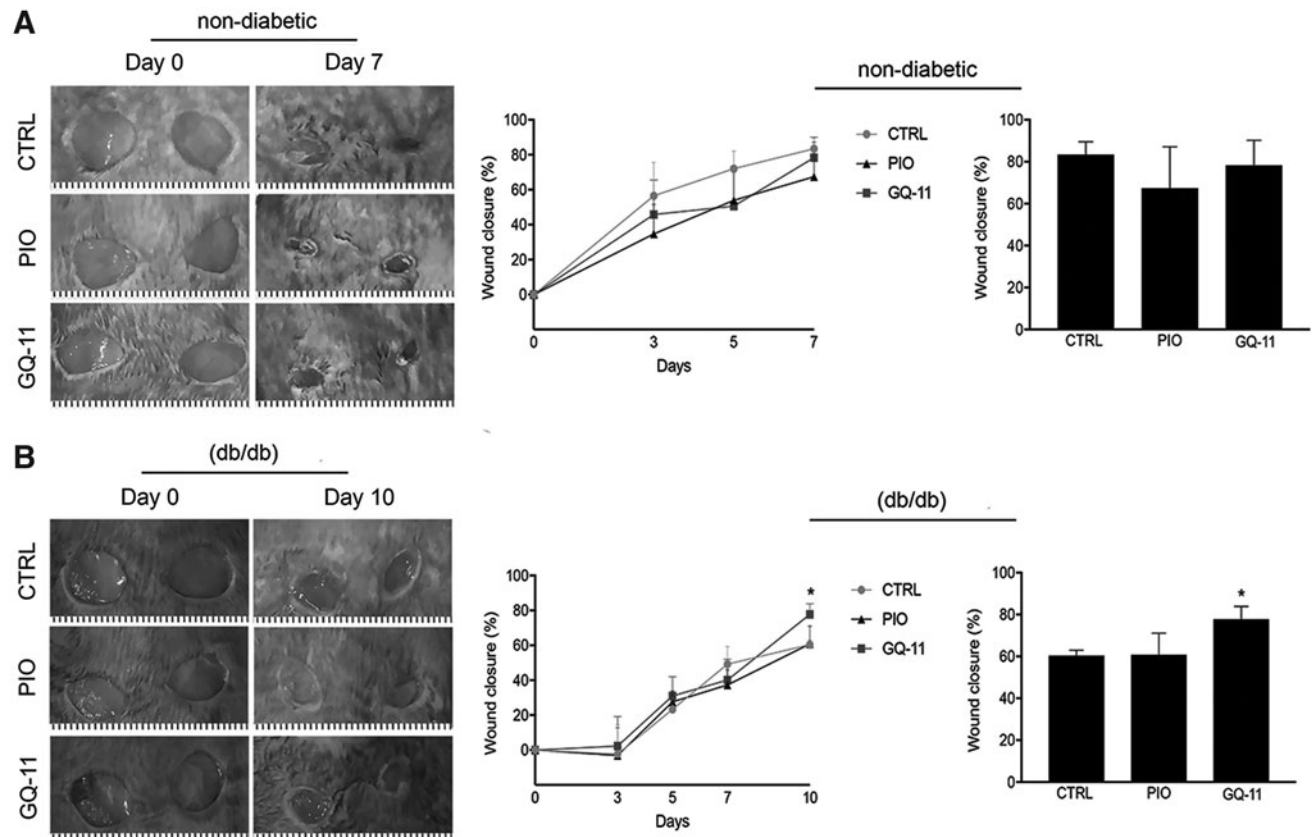 A
non-diabetic
Day 0
Day 7
CTRL
PIO
GQ-11
non-diabetic
Wound closure (%)
100
80
60
40
20
0
0
3
5
7
Days
CTRL
PIO
GQ-11
Wound closure (%)
100
80
60
40
20
0
CTRL
PIO
GQ-11
B
(db/db)
Day 0
Day 10
CTRL
PIO
GQ-11
(db/db)
Wound closure (%)
100
80
60
40
20
0
0
3
5
7
10
Days
*
CTRL
PIO
GQ-11
Wound closure (%)
100
80
60
40
20
0
*
CTRL
PIO
GQ-11